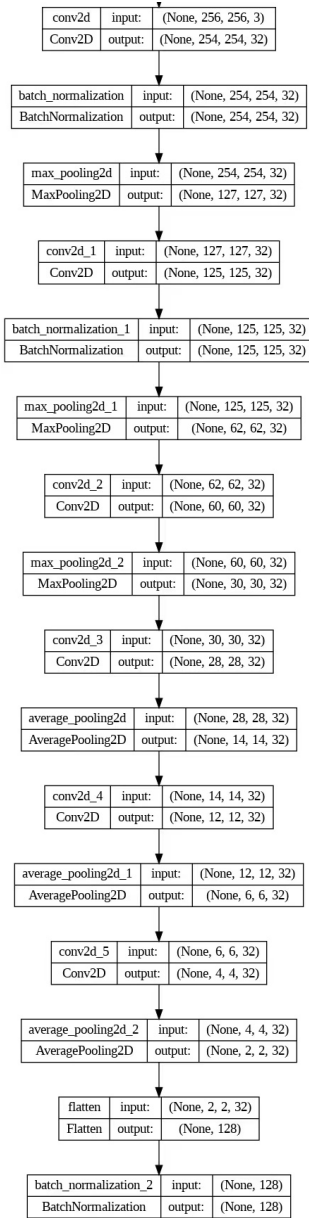 conv2d input: (None, 256, 256, 3)
Conv2D output: (None, 254, 254, 32)
batch_normalization input: (None, 254, 254, 32)
BatchNormalization output: (None, 254, 254, 32)
max_pooling2d input: (None, 254, 254, 32)
MaxPooling2D output: (None, 127, 127, 32)
conv2d_1 input: (None, 127, 127, 32)
Conv2D output: (None, 125, 125, 32)
batch_normalization_1 input: (None, 125, 125, 32)
BatchNormalization output: (None, 125, 125, 32)
max_pooling2d_1 input: (None, 125, 125, 32)
MaxPooling2D output: (None, 62, 62, 32)
conv2d_2 input: (None, 62, 62, 32)
Conv2D output: (None, 60, 60, 32)
max_pooling2d_2 input: (None, 60, 60, 32)
MaxPooling2D output: (None, 30, 30, 32)
conv2d_3 input: (None, 30, 30, 32)
Conv2D output: (None, 28, 28, 32)
average_pooling2d input: (None, 28, 28, 32)
AveragePooling2D output: (None, 14, 14, 32)
conv2d_4 input: (None, 14, 14, 32)
Conv2D output: (None, 12, 12, 32)
average_pooling2d_1 input: (None, 12, 12, 32)
AveragePooling2D output: (None, 6, 6, 32)
conv2d_5 input: (None, 6, 6, 32)
Conv2D output: (None, 4, 4, 32)
average_pooling2d_2 input: (None, 4, 4, 32)
AveragePooling2D output: (None, 2, 2, 32)
flatten input: (None, 2, 2, 32)
Flatten output: (None, 128)
batch_normalization_2 input: (None, 128)
BatchNormalization output: (None, 128)